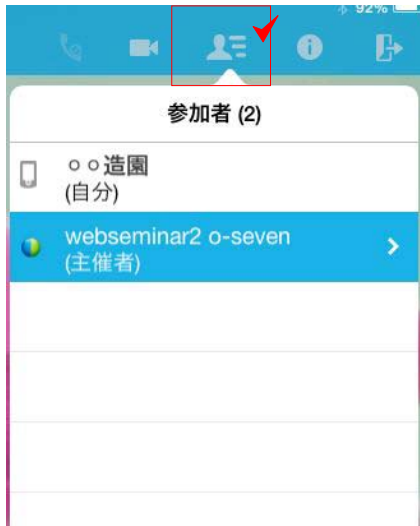 92%
参加者 (2)
○○造園
(自分)
webseminar2 o-seven
(主催者)